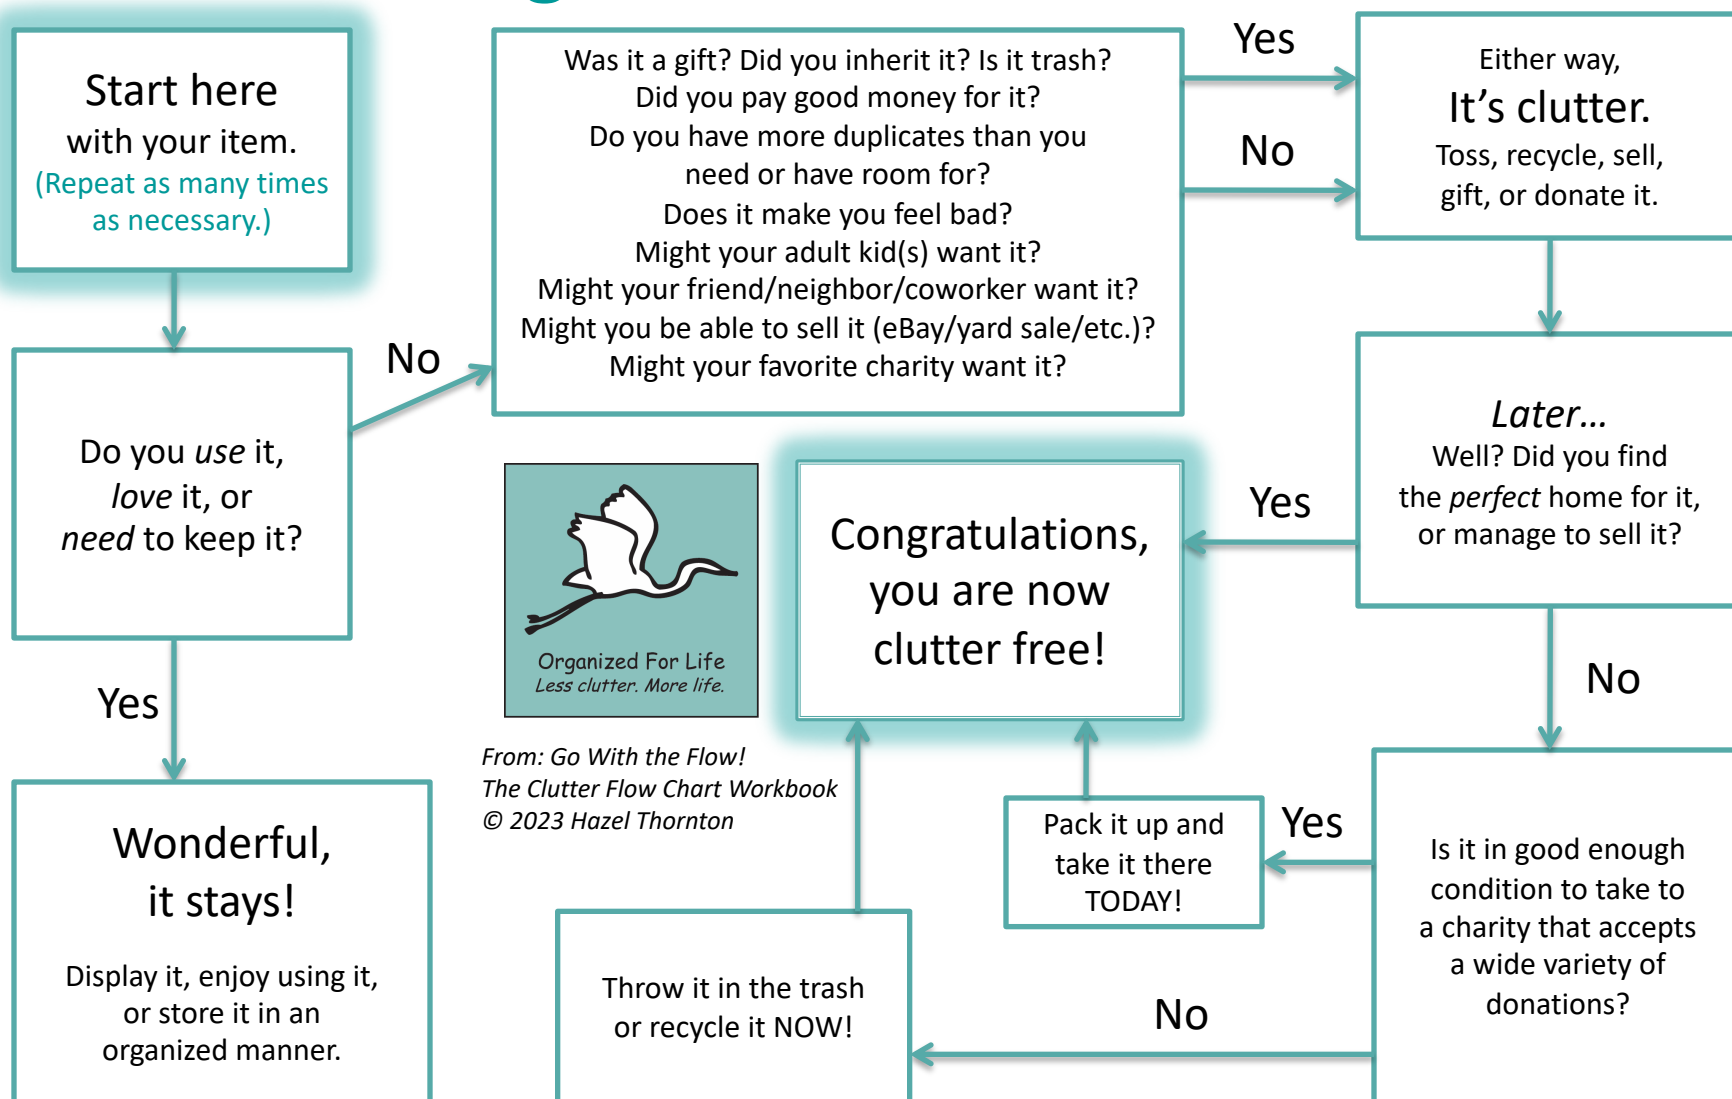 Start here
with your item.
(Repeat as many times
as necessary.)
Do you use it,
love it, or
need to keep it?
Yes
Wonderful,
it stays!
Display it, enjoy using it,
or store it in an
organized manner.
No
Was it a gift? Did you inherit it? Is it trash?
Did you pay good money for it?
Do you have more duplicates than you
need or have room for?
Does it make you feel bad?
Might your adult kid(s) want it?
Might your friend/neighbor/coworker want it?
Might you be able to sell it (eBay/yard sale/etc.)?
Might your favorite charity want it?
Yes
No
Either way,
It's clutter.
Toss, recycle, sell,
gift, or donate it.
Later...
Well? Did you find
the perfect home for it,
or manage to sell it?
Yes
Congratulations,
you are now
clutter free!
No
Is it in good enough
condition to take to
a charity that accepts
a wide variety of
donations?
Yes
Pack it up and
take it there
TODAY!
No
Throw it in the trash
or recycle it NOW!
Organized For Life
Less clutter. More life.
From: Go With the Flow!
The Clutter Flow Chart Workbook
© 2023 Hazel Thornton